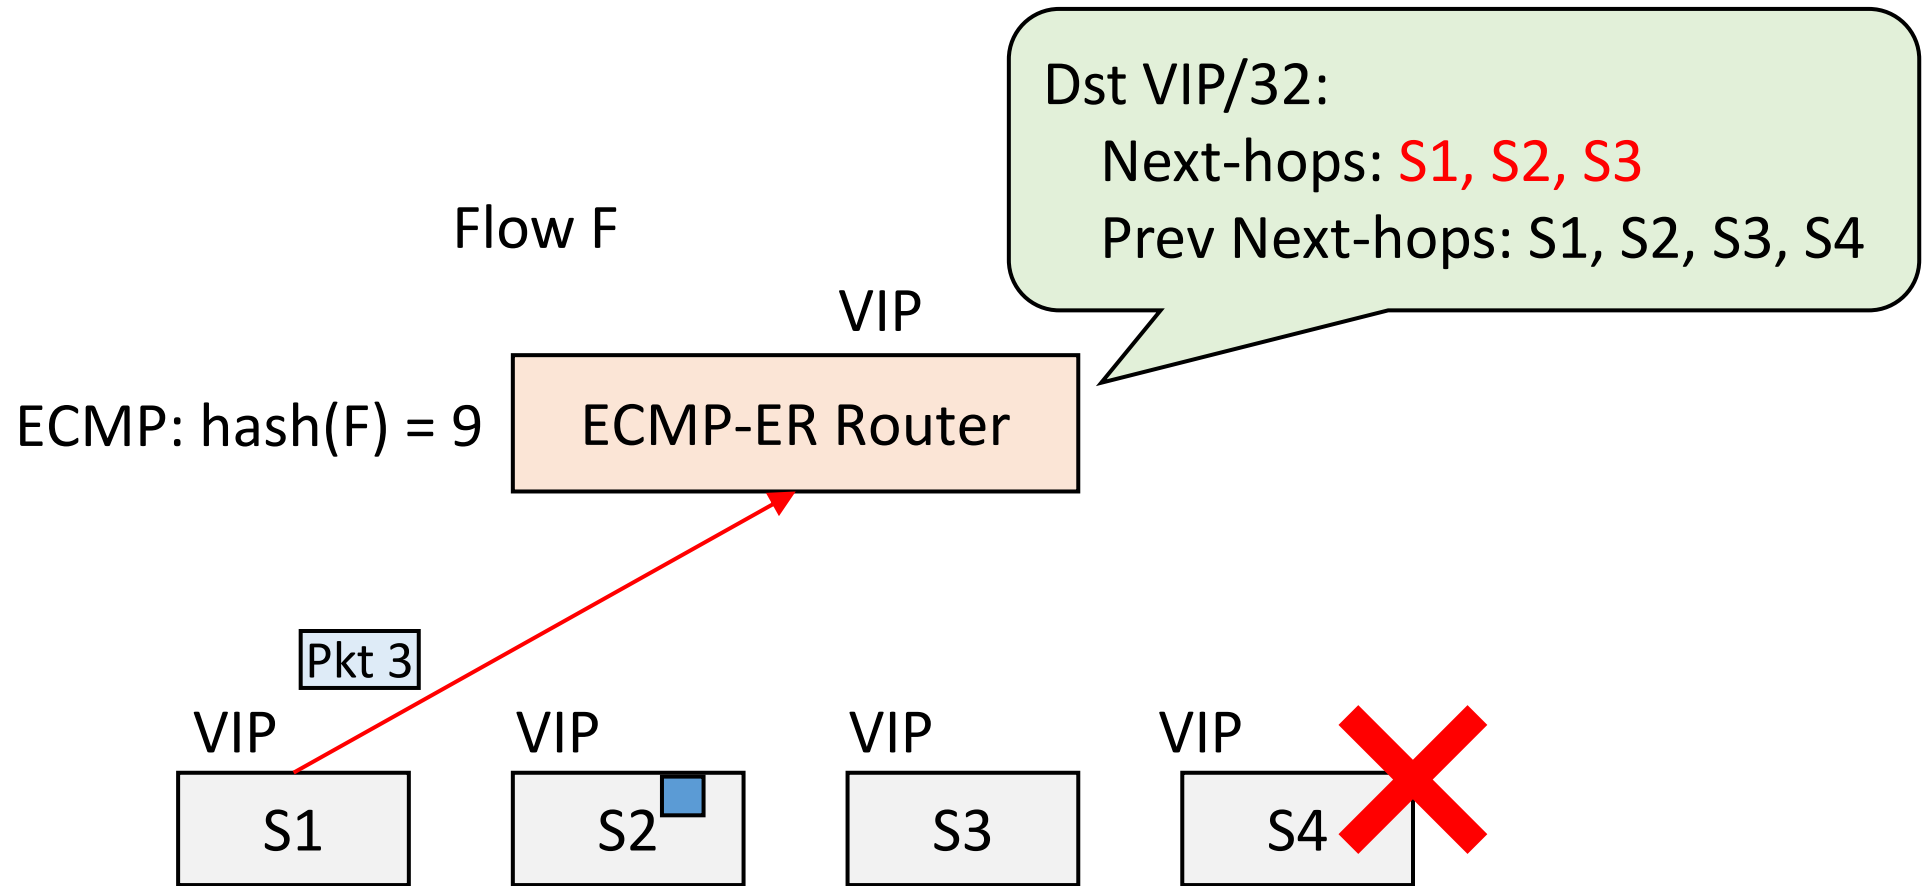 Dst VIP/32:
Next-hops: S1, S2, S3
Prev Next-hops: S1, S2, S3, S4
Flow F
VIP
ECMP: hash(F) = 9
ECMP-ER Router
Pkt 3
VIP
VIP
VIP
VIP
S1
S2
S3
S4